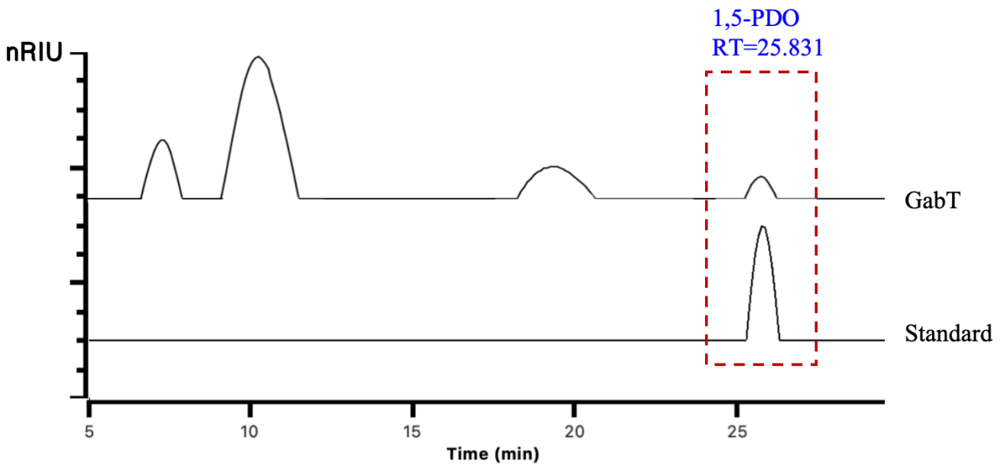 1,5-PDO
RT=25.831
nRIU
GabT
Standard
5 10 15 20 25
Time (min)